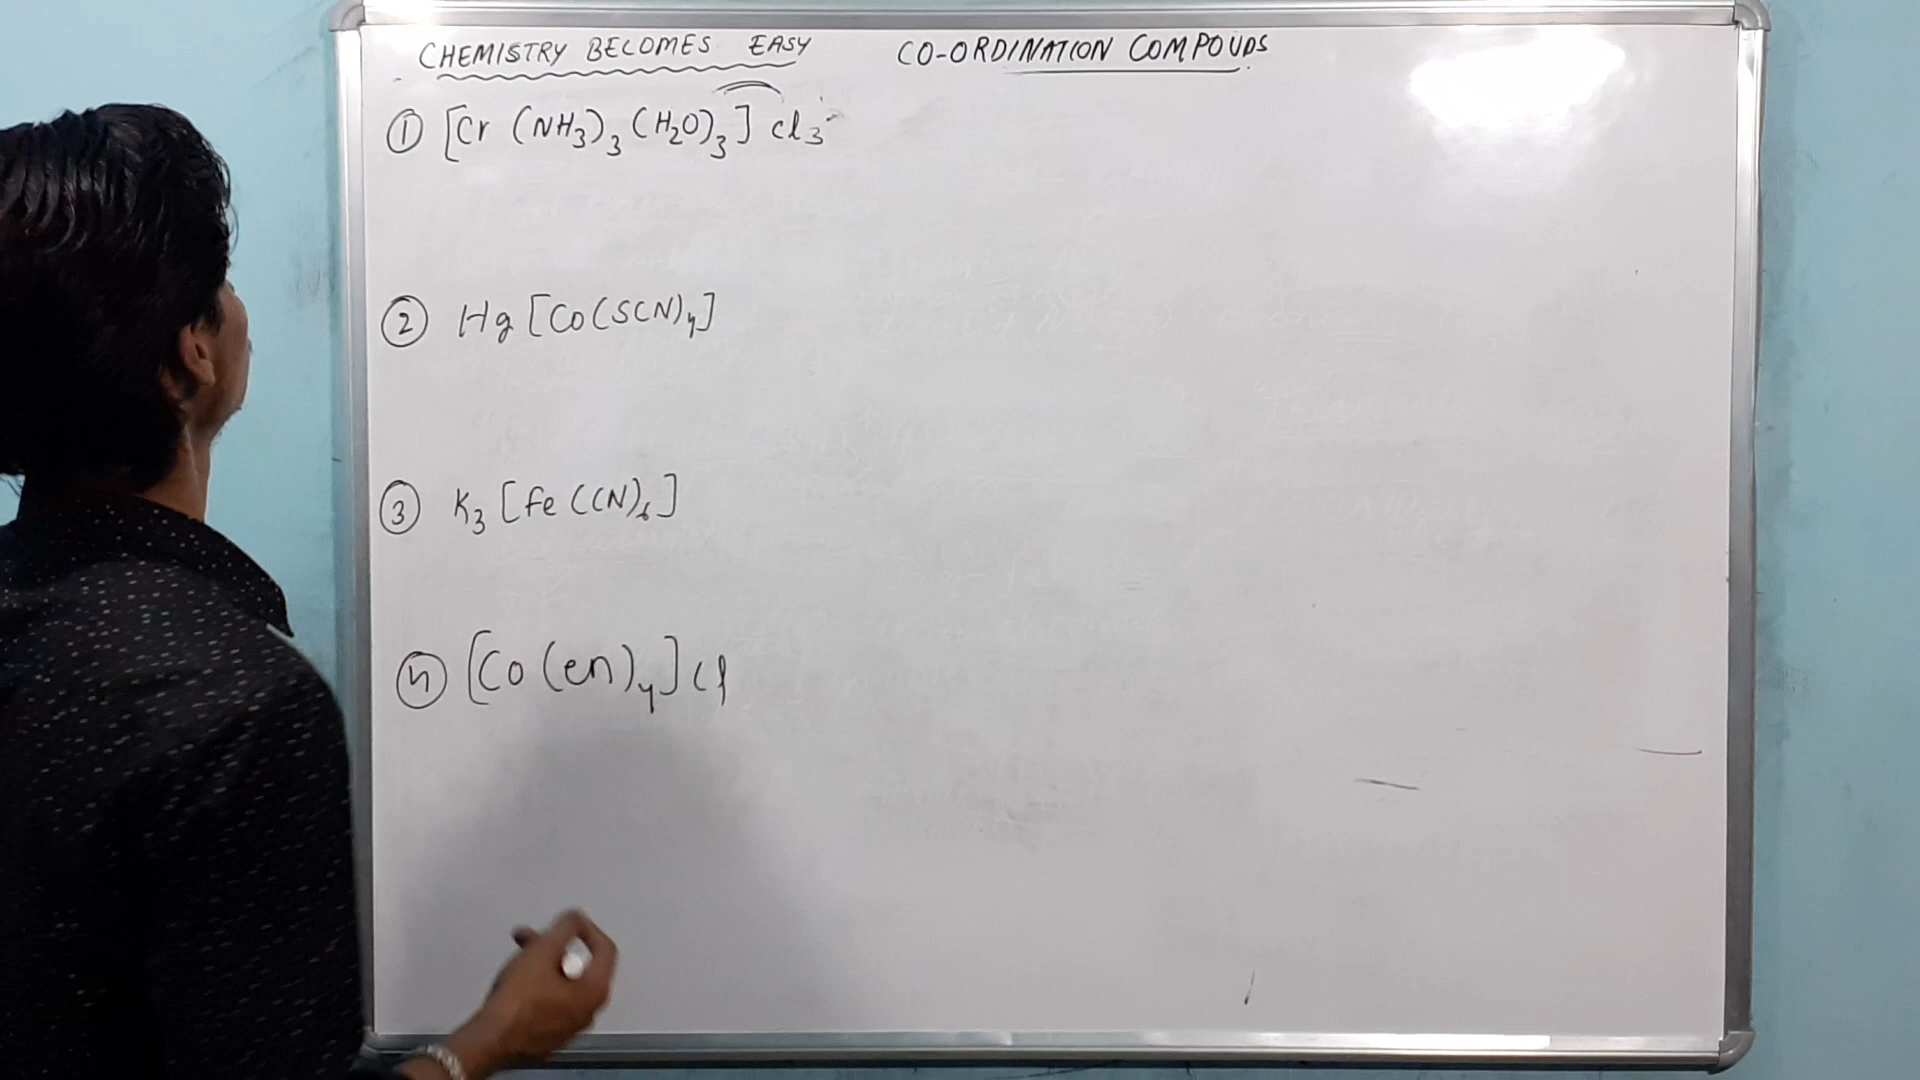 CHEMISTRY BECOMES EASY CO-ORDINATION COMPOUDS
① [Cr (NH₃)₃ (H₂O)₃] Cl₃
② Hg [Co(SCN)₄]
③ K₃ [Fe (CN)₆]
④ [Co (en)₄] Cl